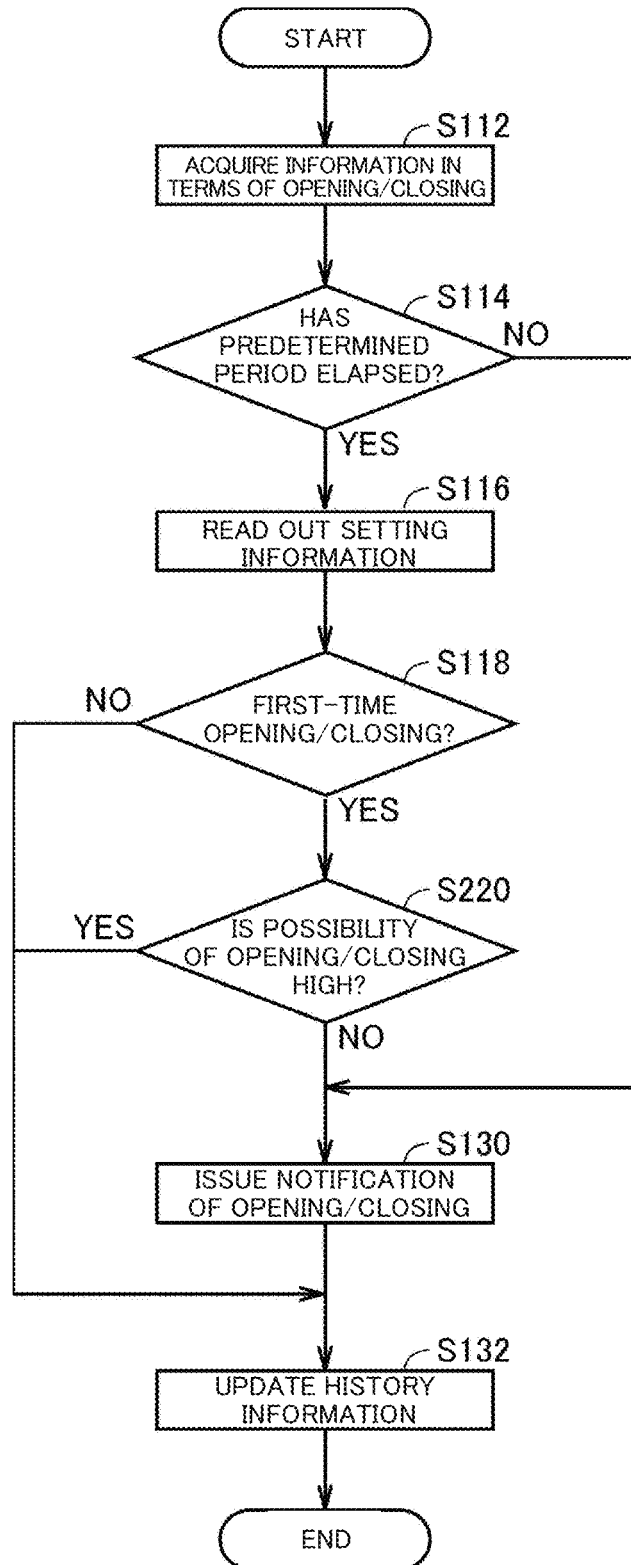 START
S112
ACQUIRE INFORMATION IN
TERMS OF OPENING/CLOSING
S114
HAS
PREDETERMINED
PERIOD ELAPSED?
NO
YES
S116
READ OUT SETTING
INFORMATION
S118
NO
FIRST-TIME
OPENING/CLOSING?
YES
S220
YES
IS POSSIBILITY
OF OPENING/CLOSING
HIGH?
NO
S130
ISSUE NOTIFICATION
OF OPENING/CLOSING
S132
UPDATE HISTORY
INFORMATION
END